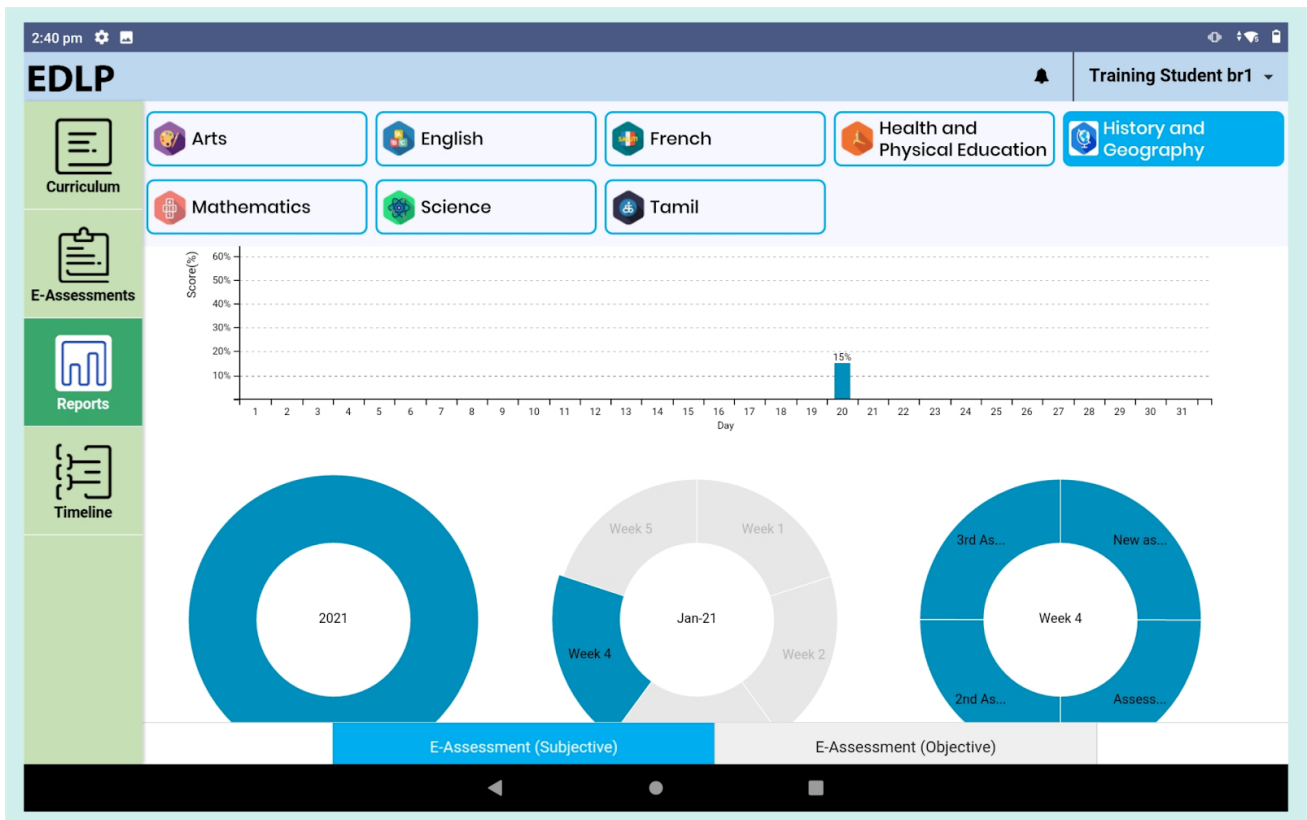 2:40 pm
EDLP
Training Student br1
Curriculum
E-Assessments
Reports
Timeline
Arts
English
French
Health and
Physical Education
History and
Geography
Mathematics
Science
Tamil
Score(%)
60%
50%
40%
30%
20%
10%
15%
1 2 3 4 5 6 7 8 9 10 11 12 13 14 15 16 17 18 19 20 21 22 23 24 25 26 27 28 29 30 31
Day
2021
Week 5
Week 1
Jan-21
Week 4
Week 2
3rd As...
New as...
Week 4
2nd As...
Assess...
E-Assessment (Subjective)
E-Assessment (Objective)